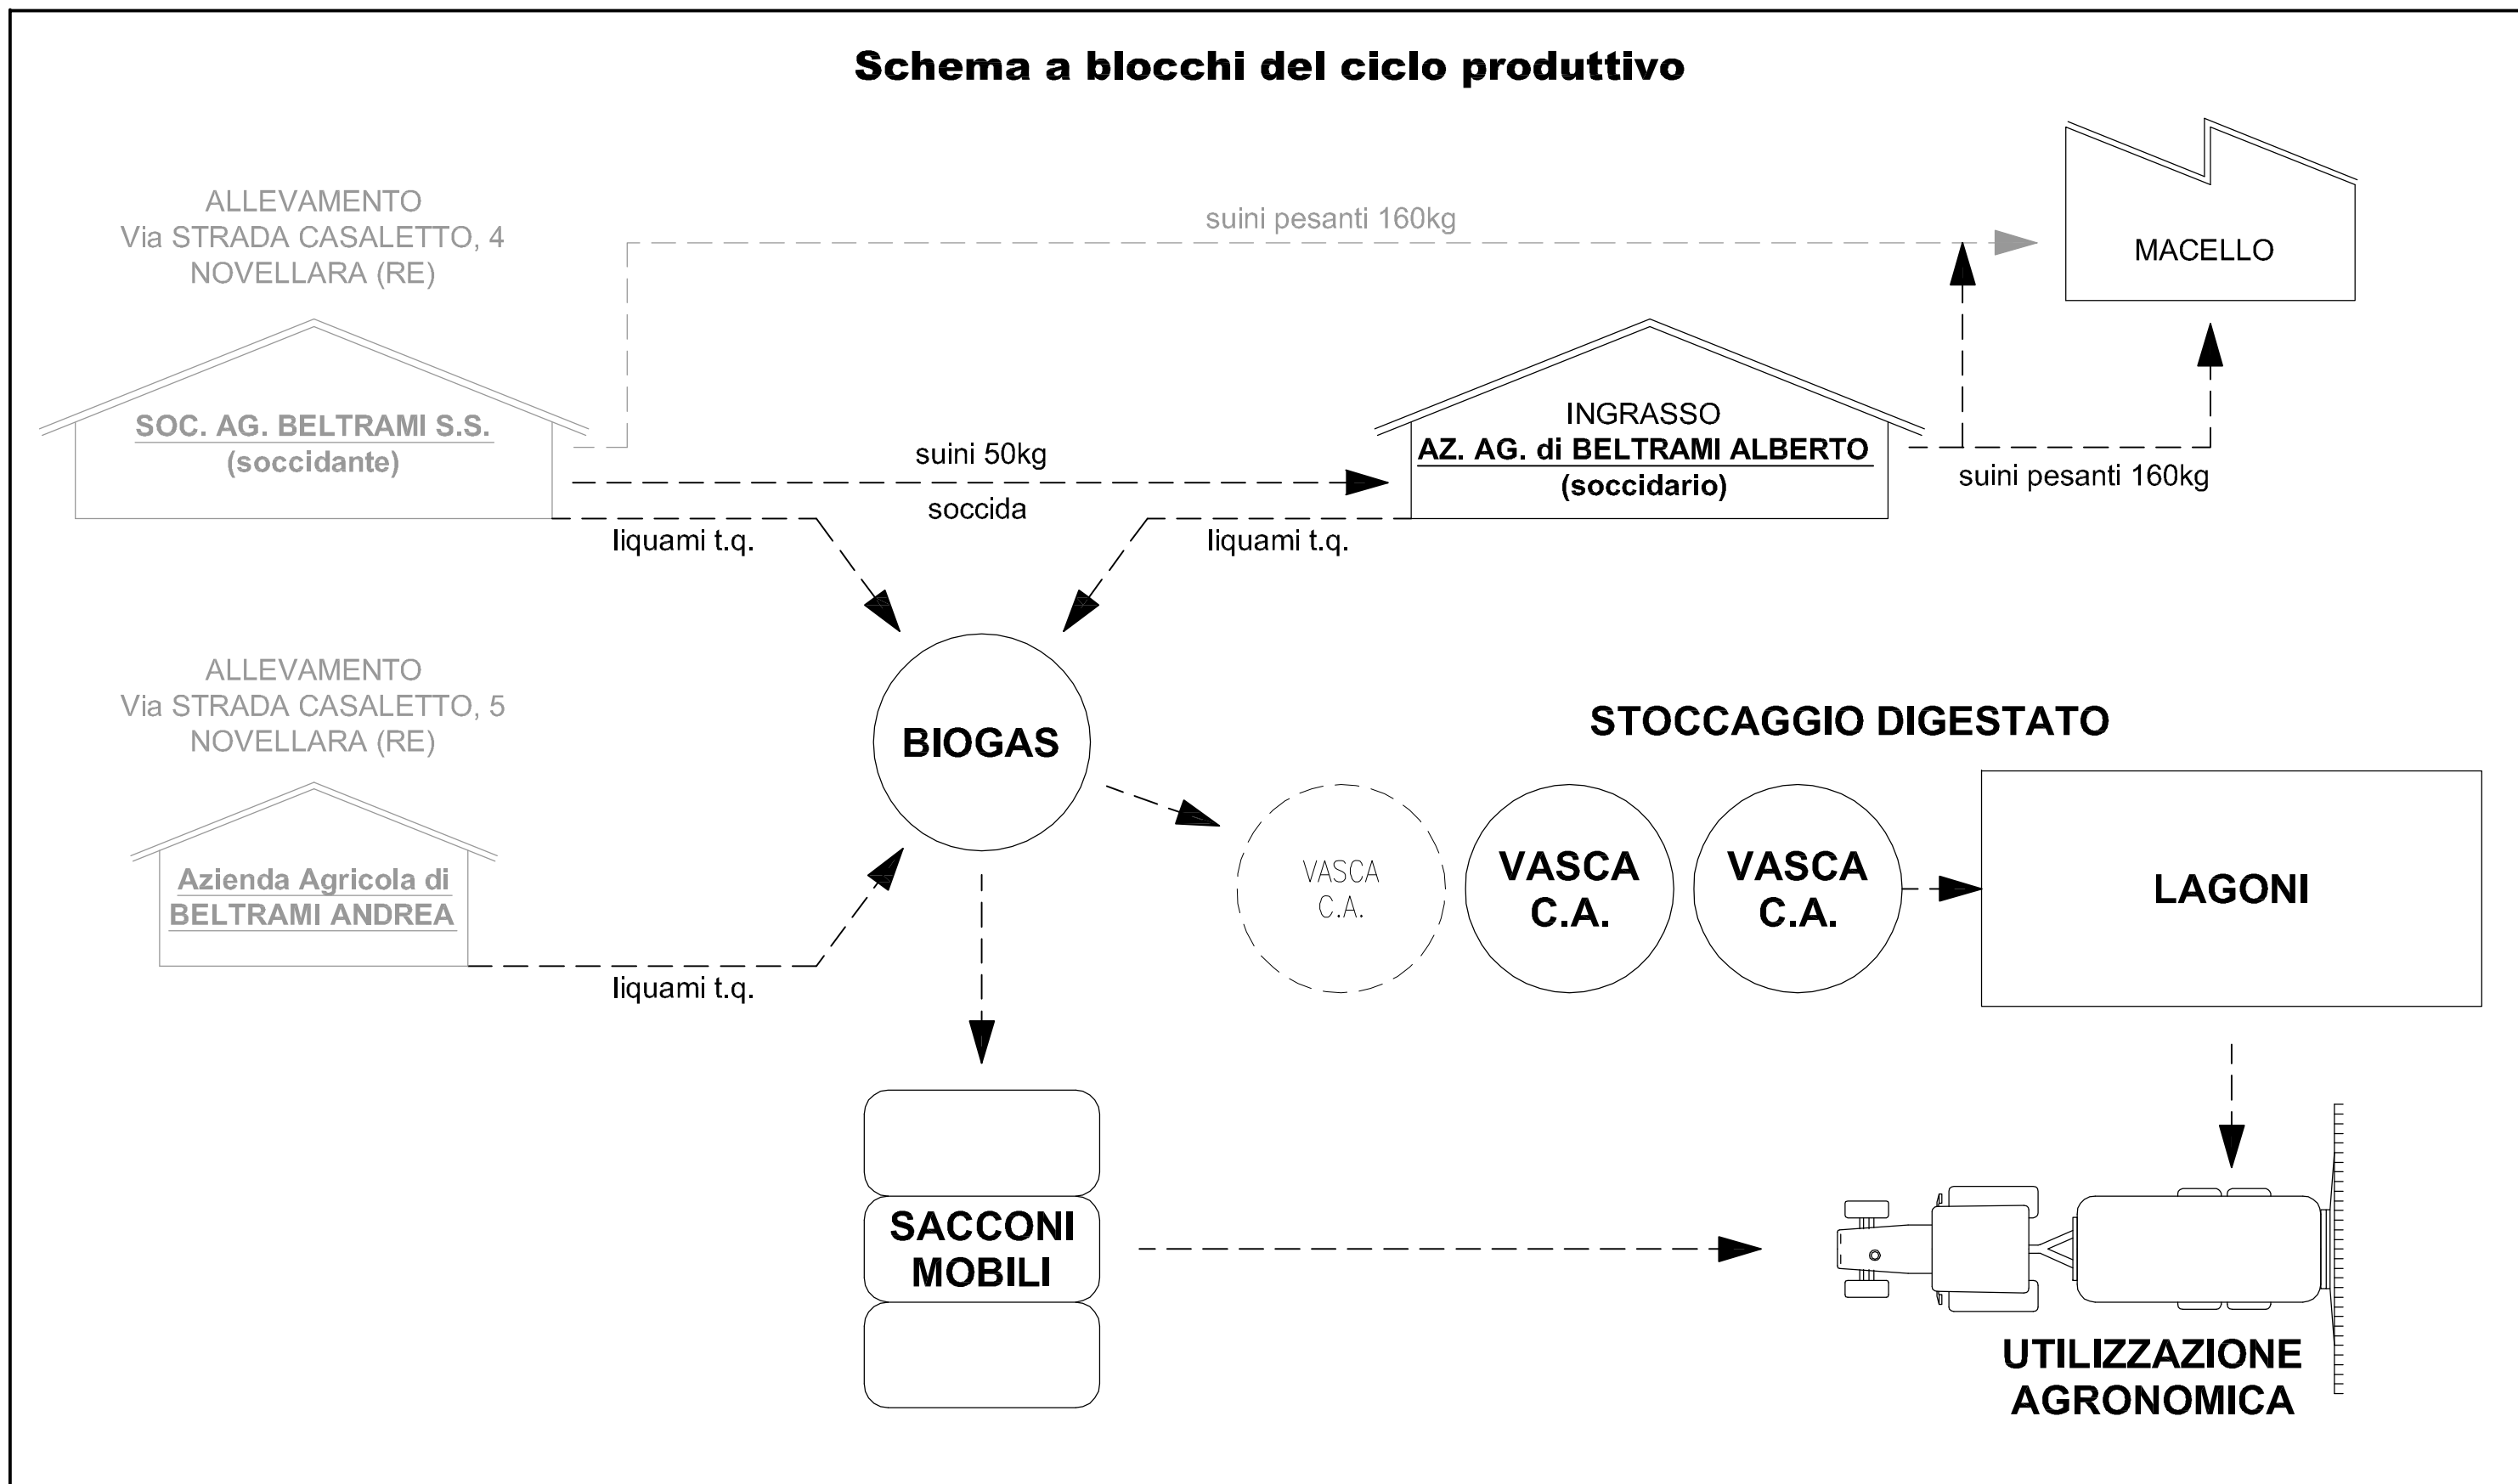 Schema a blocchi del ciclo produttivo
ALLEVAMENTO
Via STRADA CASALETTO, 4
NOVELLARA (RE)
suini pesanti 160kg
MACELLO
SOC. AG. BELTRAMI S.S.
(soccidante)
suini 50kg
soccida
INGRASSO
AZ. AG. di BELTRAMI ALBERTO
(soccidario)
suini pesanti 160kg
liquami t.q.
liquami t.q.
ALLEVAMENTO
Via STRADA CASALETTO, 5
NOVELLARA (RE)
BIOGAS
STOCCAGGIO DIGESTATO
Azienda Agricola di
BELTRAMI ANDREA
VASCA
C.A.
VASCA
C.A.
VASCA
C.A.
LAGONI
liquami t.q.
SACCONI
MOBILI
UTILIZZAZIONE
AGRONOMICA